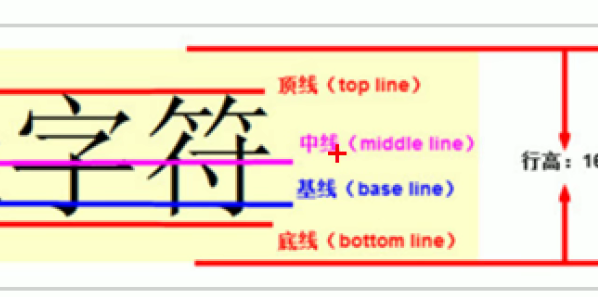 字符
顶线（top line）
中线（middle line）
行高：16
基线（base line）
底线（bottom line）